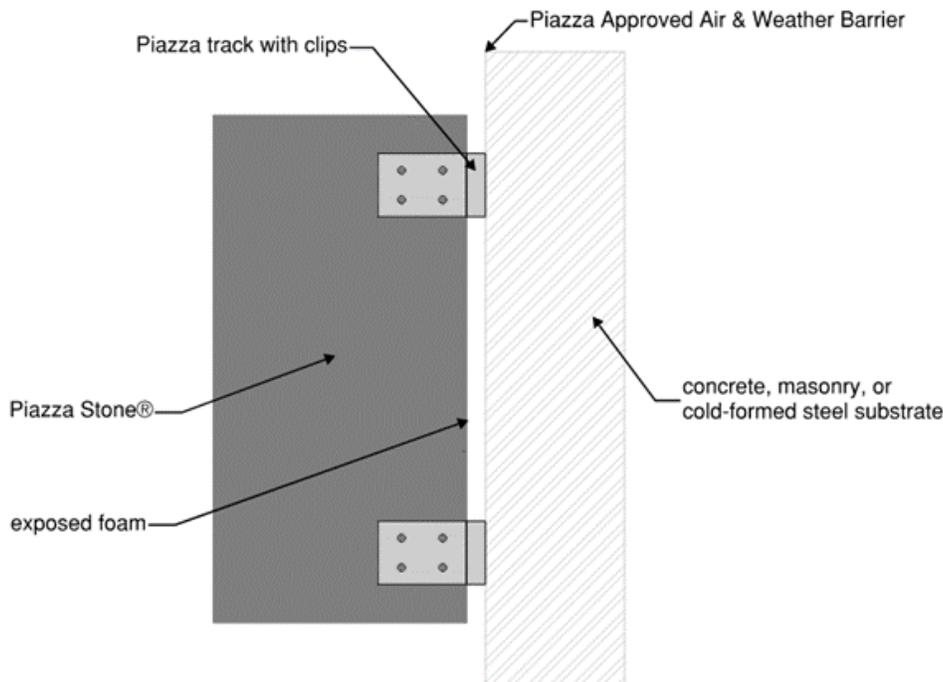 Piazza Approved Air & Weather Barrier
Piazza track with clips
Piazza Stone®
concrete, masonry, or
cold-formed steel substrate
exposed foam